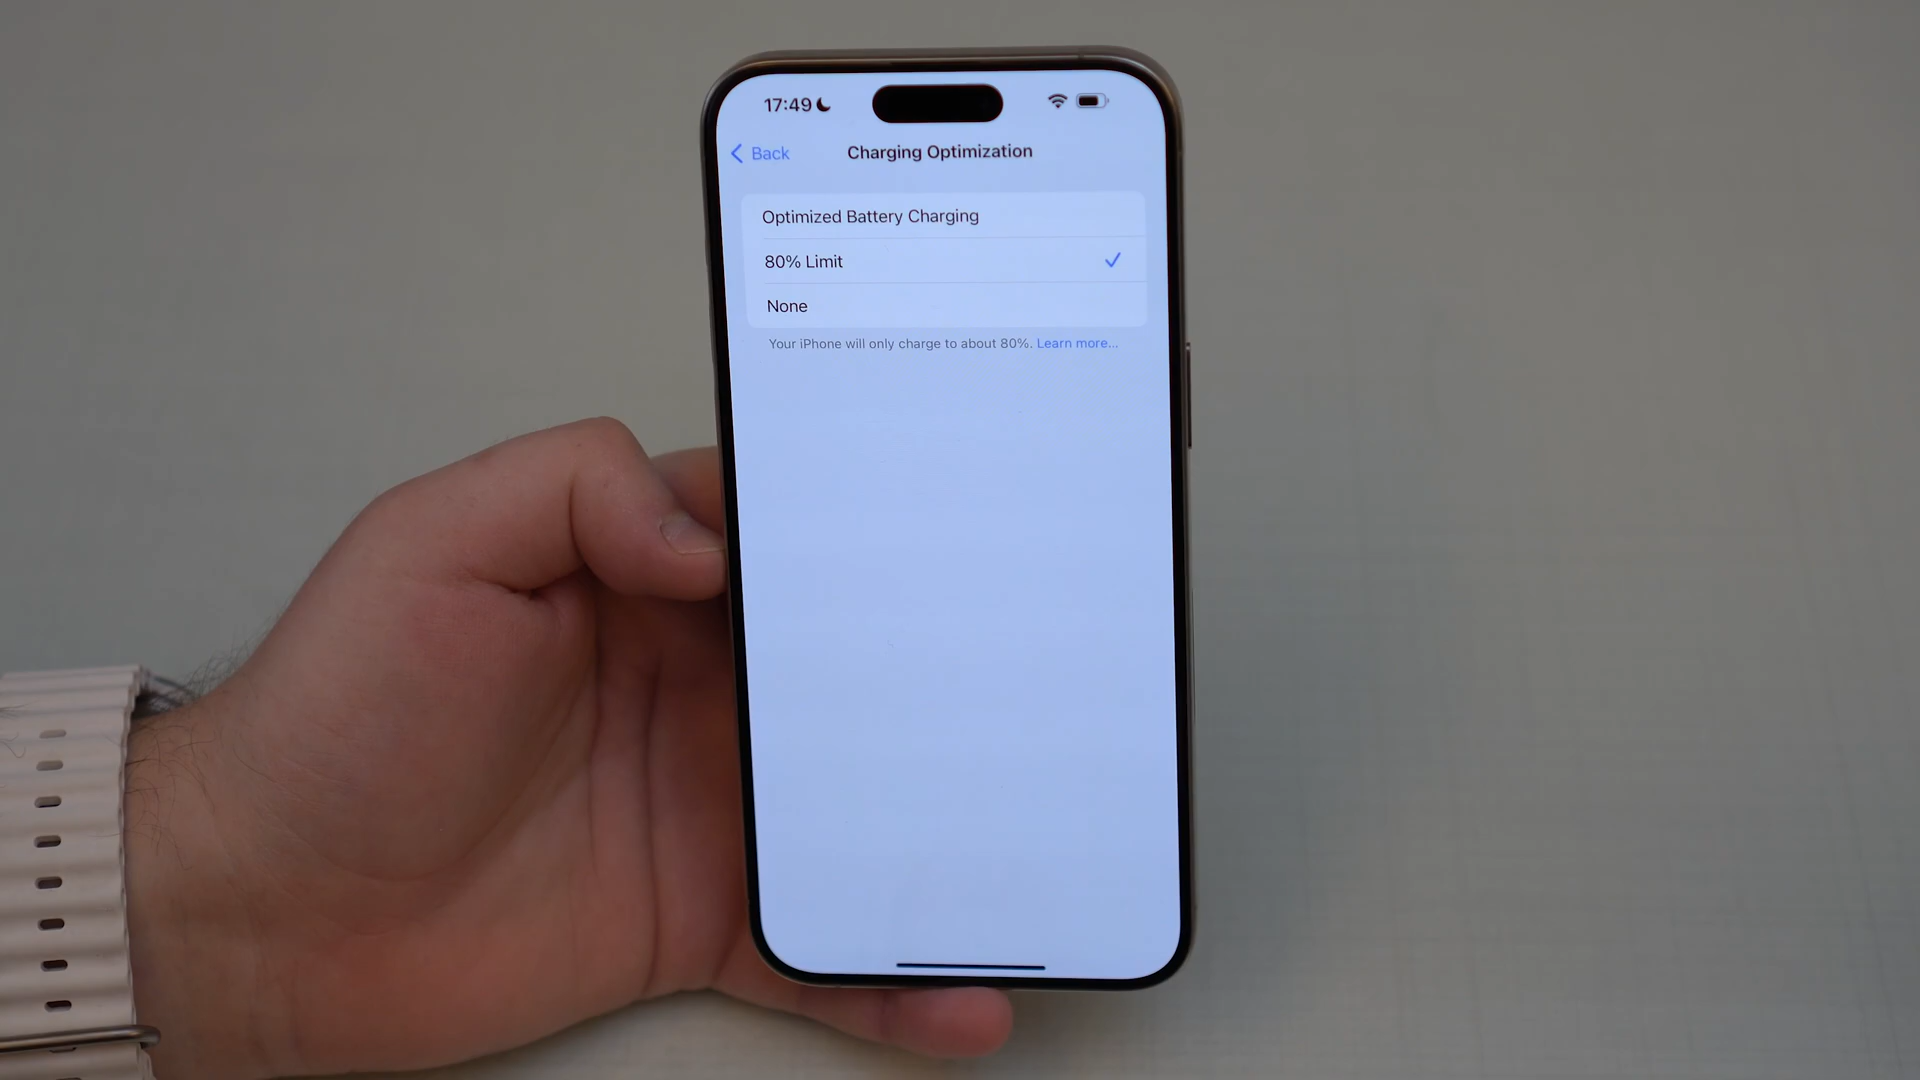 17:49
Back Charging Optimization
Optimized Battery Charging
80% Limit
None
Your iPhone will only charge to about 80%. Learn more...